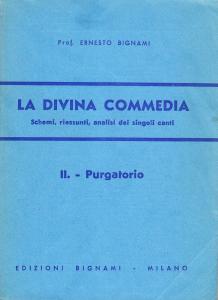 Prof. ERNESTO BIGNAMI
LA DIVINA COMMEDIA
Schemi, riassunti, analisi dei singoli canti
II. - Purgatorio
EDIZIONI BIGNAMI - MILANO